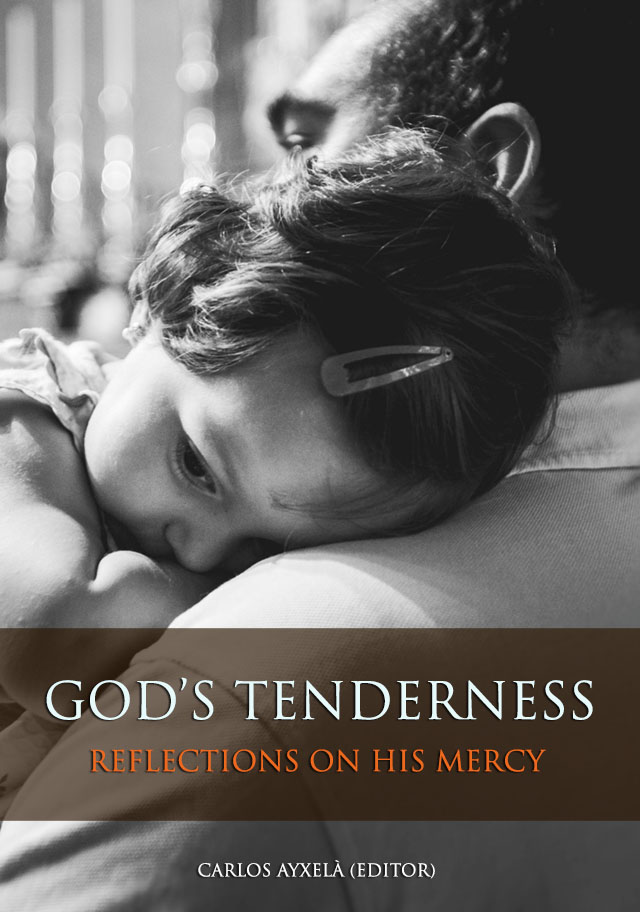 GOD’S TENDERNESS
REFLECTIONS ON HIS MERCY
CARLOS AYXELÀ (EDITOR)